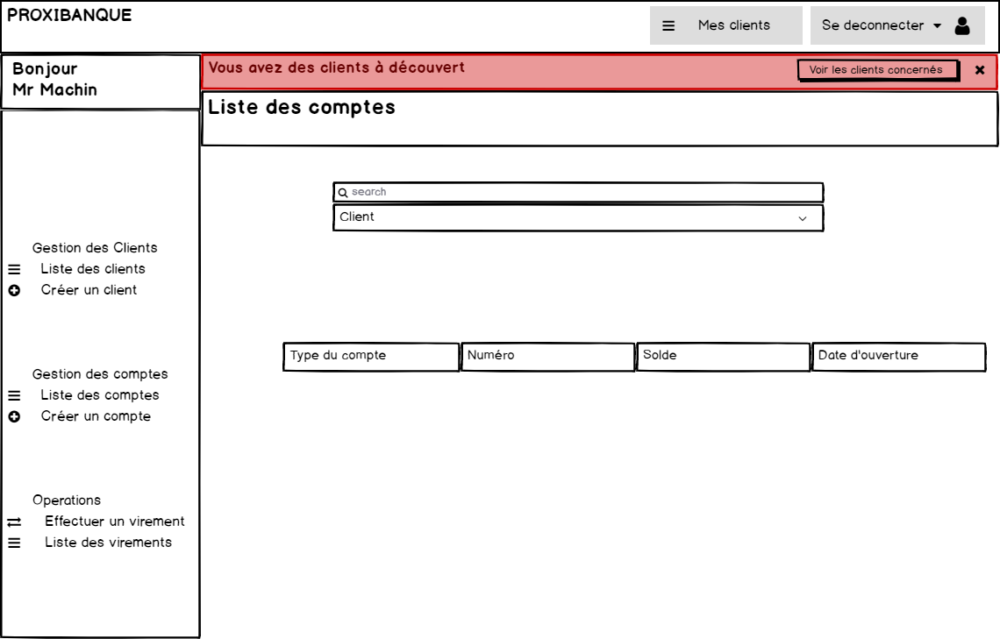 PROXIBANQUE
Mes clients
Se deconnecter
Bonjour
Mr Machin
Vous avez des clients à découvert
Voir les clients concernés
Liste des comptes
search
Client
Gestion des Clients
Liste des clients
Créer un client
Gestion des comptes
Liste des comptes
Créer un compte
Operations
Effectuer un virement
Liste des virements
Type du compte
Numéro
Solde
Date d'ouverture